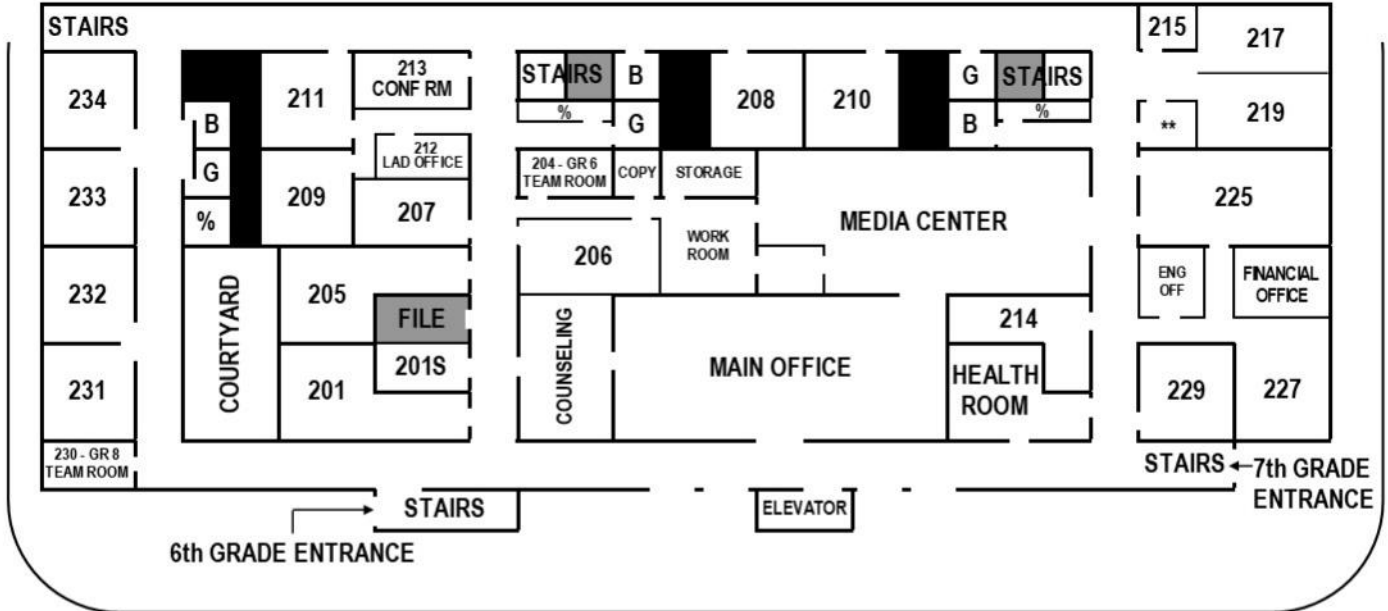 STAIRS
215
217
234
211
213
CONF RM
STAIRS
B
208
210
G
STAIRS
%
%
B
G
B
**
219
212
LAD OFFICE
204 - GR 6
TEAM ROOM
COPY
STORAGE
233
G
209
207
%
MEDIA CENTER
225
206
WORK
ROOM
232
COURTYARD
205
FILE
COUNSELING
214
ENG
OFF
FINANCIAL
OFFICE
231
201
201S
MAIN OFFICE
HEALTH
ROOM
229
227
230 - GR 8
TEAM ROOM
STAIRS
7th GRADE
ENTRANCE
STAIRS
ELEVATOR
6th GRADE ENTRANCE